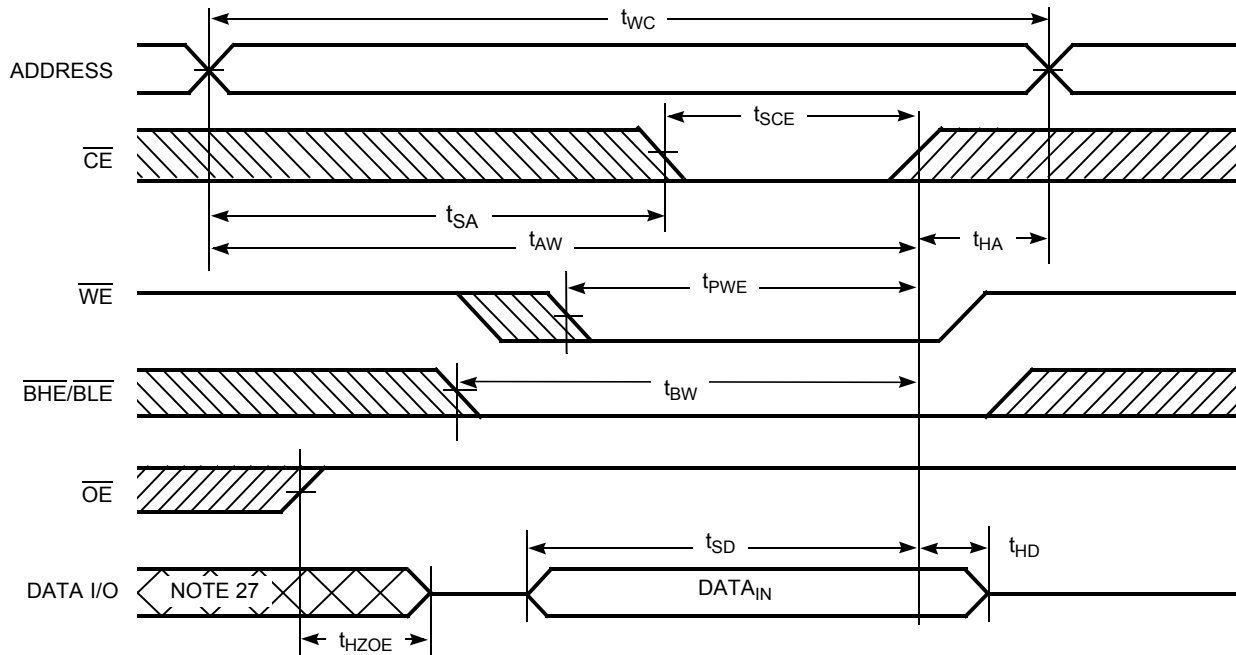 tWC
ADDRESS
tSCE
CE
tSA
tAW
tHA
WE
tPWE
BHE/BLE
tBW
OE
tSD
tHD
DATA I/O
NOTE 27
DATAIN
tHZOE